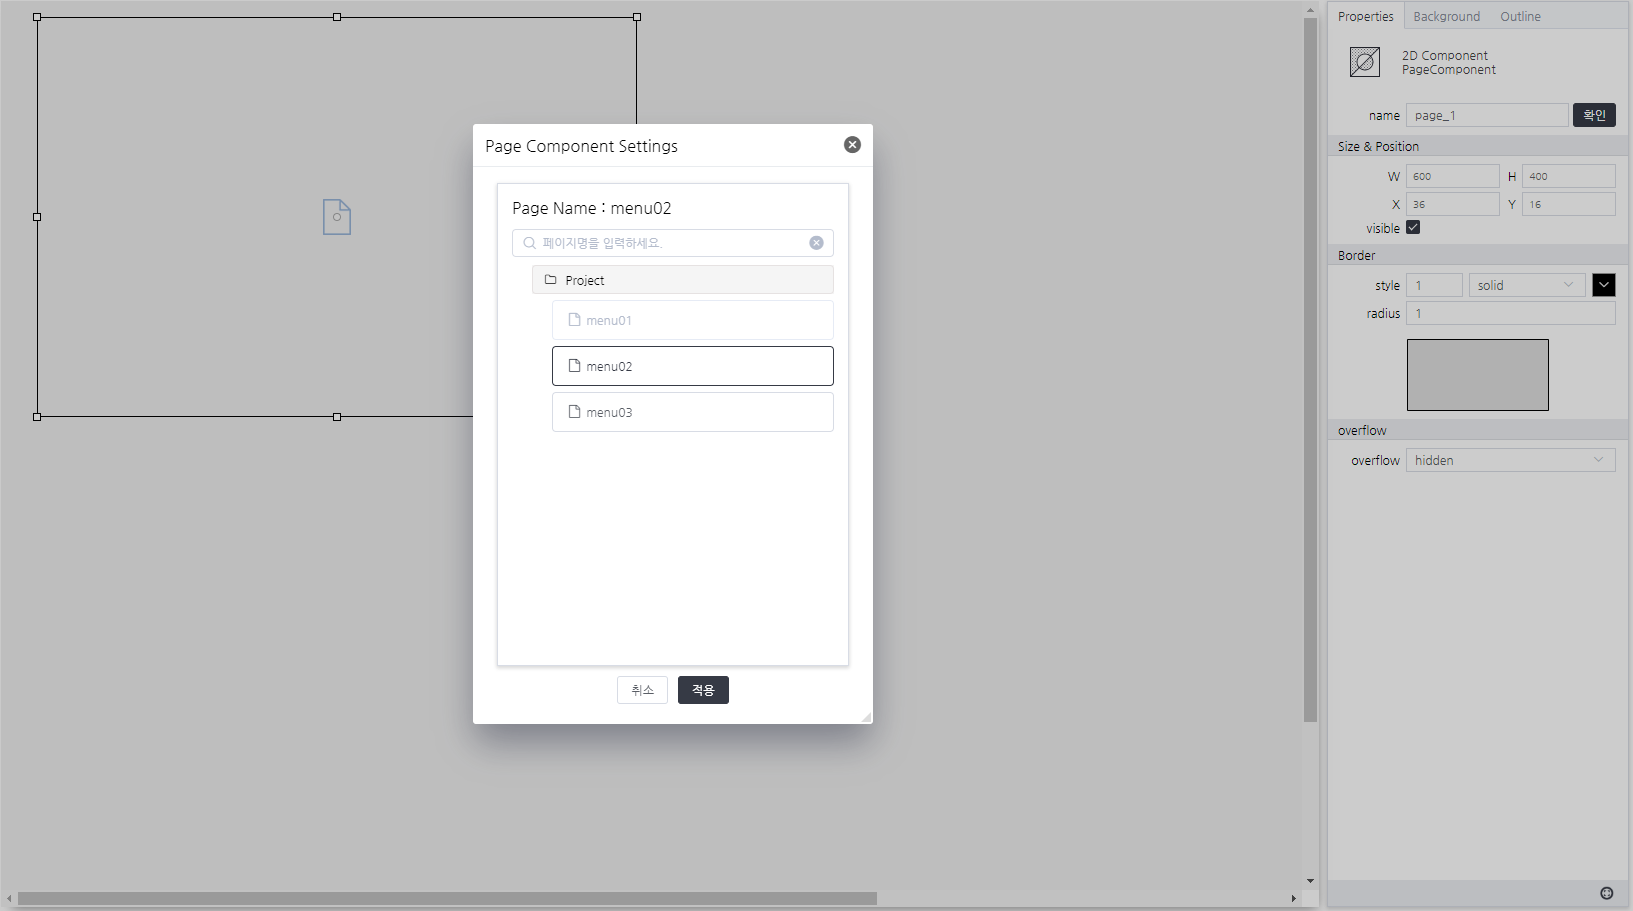 Properties
Background
Outline
2D Component
PageComponent
name
page_1
확인
Size & Position
W
600
H
400
X
36
Y
16
visible
Border
style
1
solid
radius
1
overflow
overflow
hidden
Page Component Settings
Page Name : menu02
페이지명을 입력하세요.
Project
menu01
menu02
menu03
취소
적용